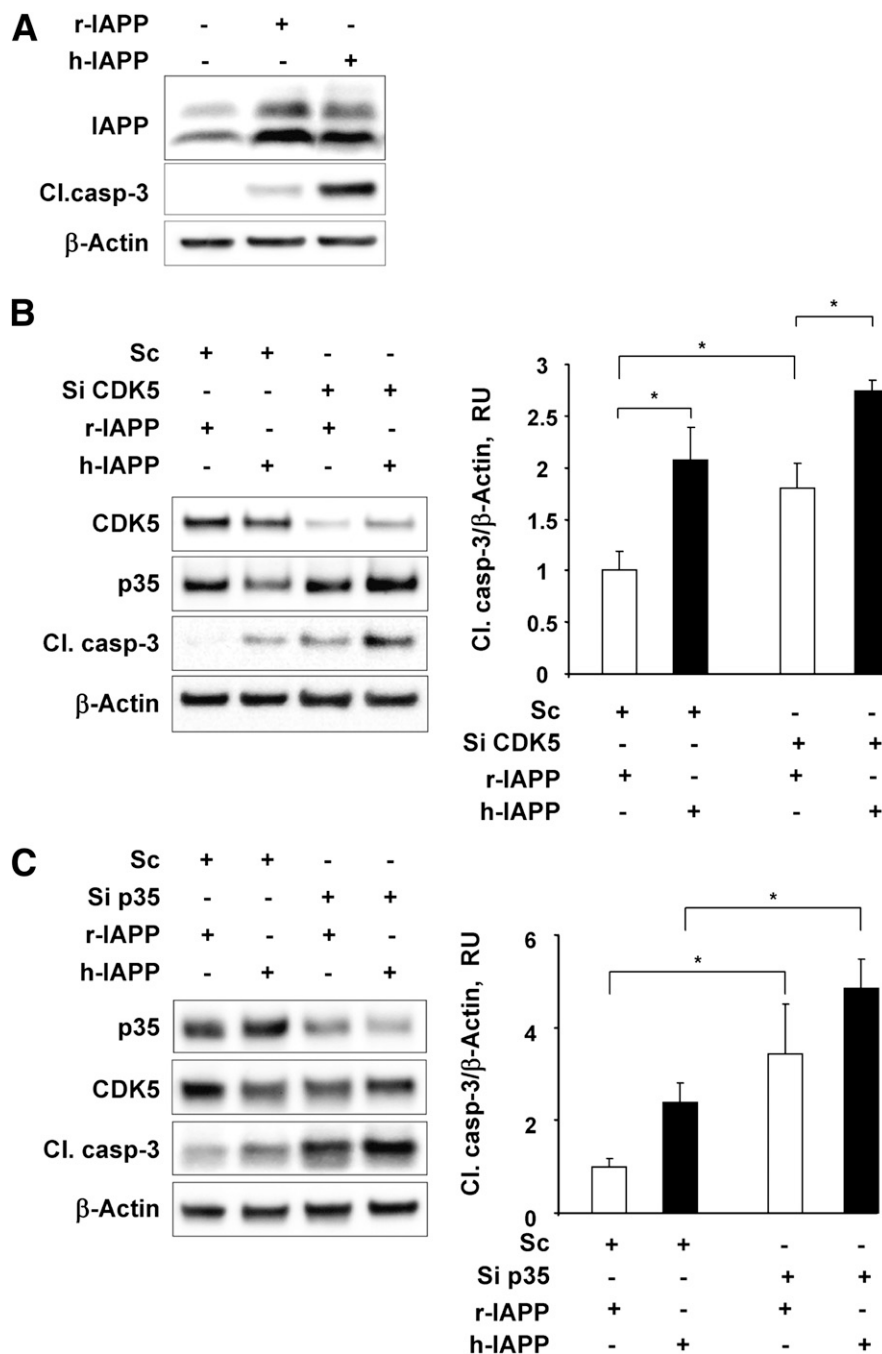 A
r-IAPP - + -
h-IAPP - - +
IAPP
Cl.casp-3
β-Actin
B
Sc + + - -
Si CDK5 - - + +
r-IAPP + - + -
h-IAPP - + - +
CDK5
p35
Cl. casp-3
β-Actin
Cl. casp-3/β-Actin, RU
3
2.5
2
1.5
1
0.5
0
* * *
Sc + + - -
Si CDK5 - - + +
r-IAPP + - + -
h-IAPP - + - +
C
Sc + + - -
Si p35 - - + +
r-IAPP + - + -
h-IAPP - + - +
p35
CDK5
Cl. casp-3
β-Actin
Cl. casp-3/β-Actin, RU
6
4
2
0
* *
Sc + + - -
Si p35 - - + +
r-IAPP + - + -
h-IAPP - + - +